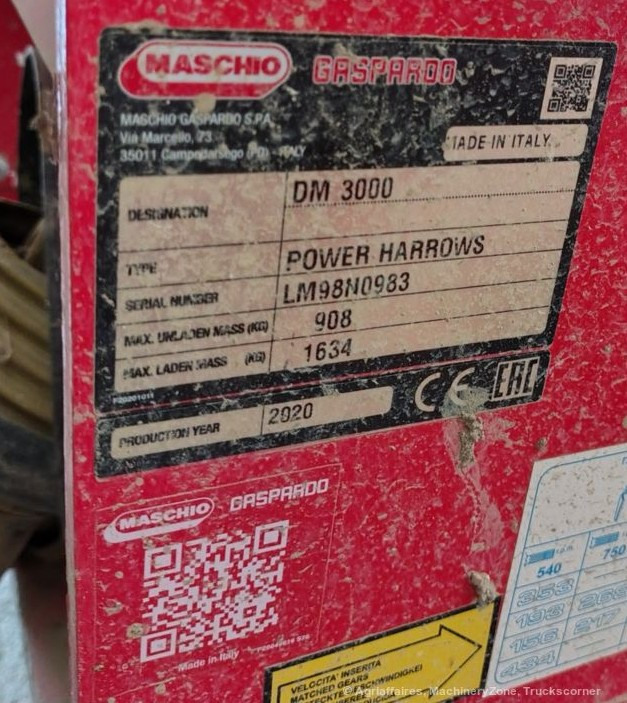 MASCHIO GASPARDO
MASCHIO GASPARDO S.P.A.
Via Marcello, 73
35011 Campodarsego (PD) - ITALY
MADE IN ITALY
DESIGNATION DM 3000
TYPE POWER HARROWS
SERIAL NUMBER LM98N0983
MAX. UNLADEN MASS (KG) 908
MAX. LADEN MASS (KG) 1634
PRODUCTION YEAR 2020
CE EAC
MASCHIO GASPARDO
Made in Italy
540 750
353
193
156 217
434
VELOCITA' INSERITA
MATCHED GEARS
© Agriaffaires, MachineryZone, Truckscorner